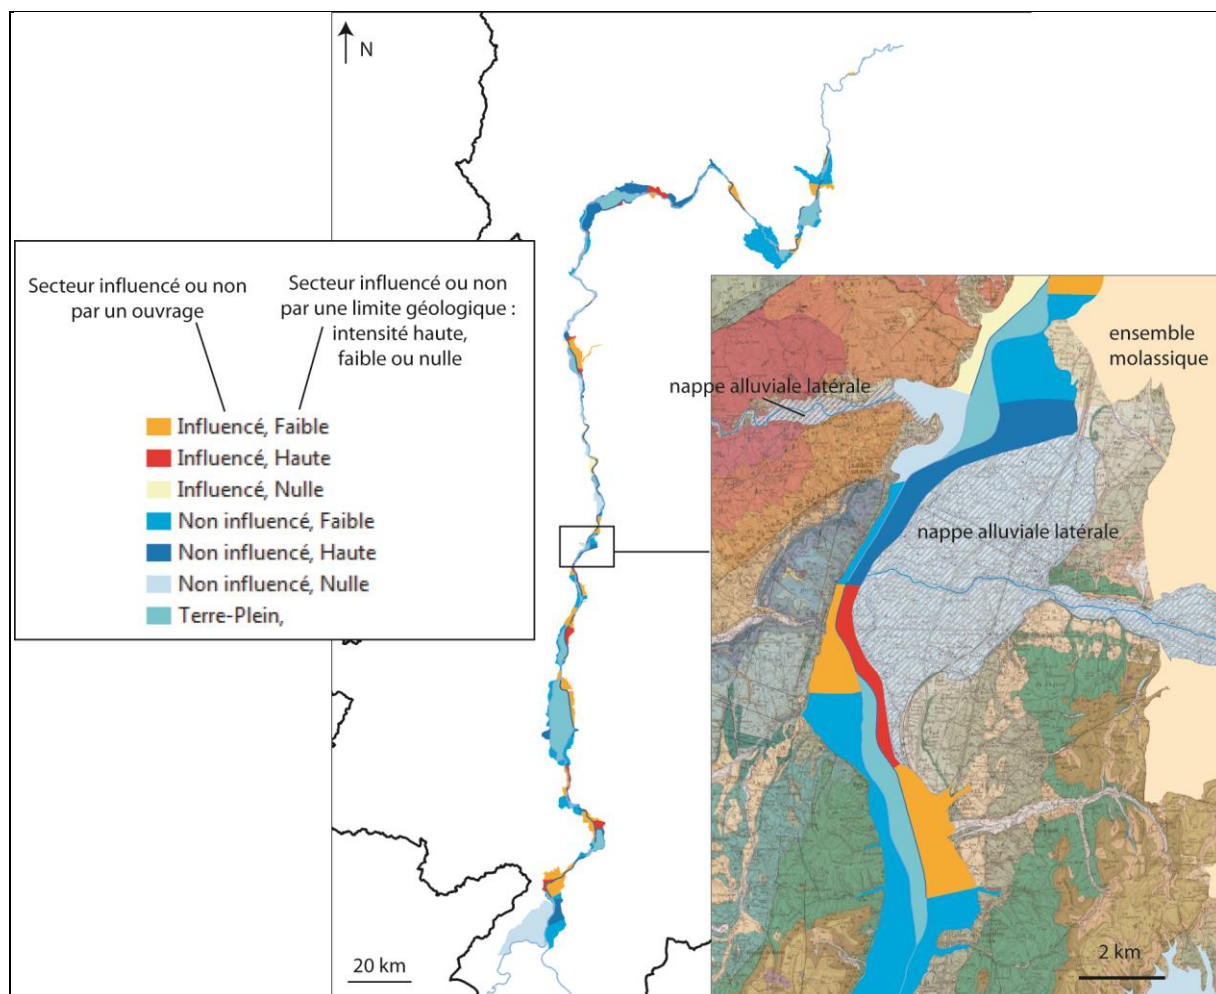 N
Secteur influencé ou non
par un ouvrage
Secteur influencé ou non
par une limite géologique :
intensité haute,
faible ou nulle
Influencé, Faible
Influencé, Haute
Influencé, Nulle
Non influencé, Faible
Non influencé, Haute
Non influencé, Nulle
Terre-Plein,
ensemble
molassique
nappe alluviale latérale
nappe alluviale latérale
20 km
2 km